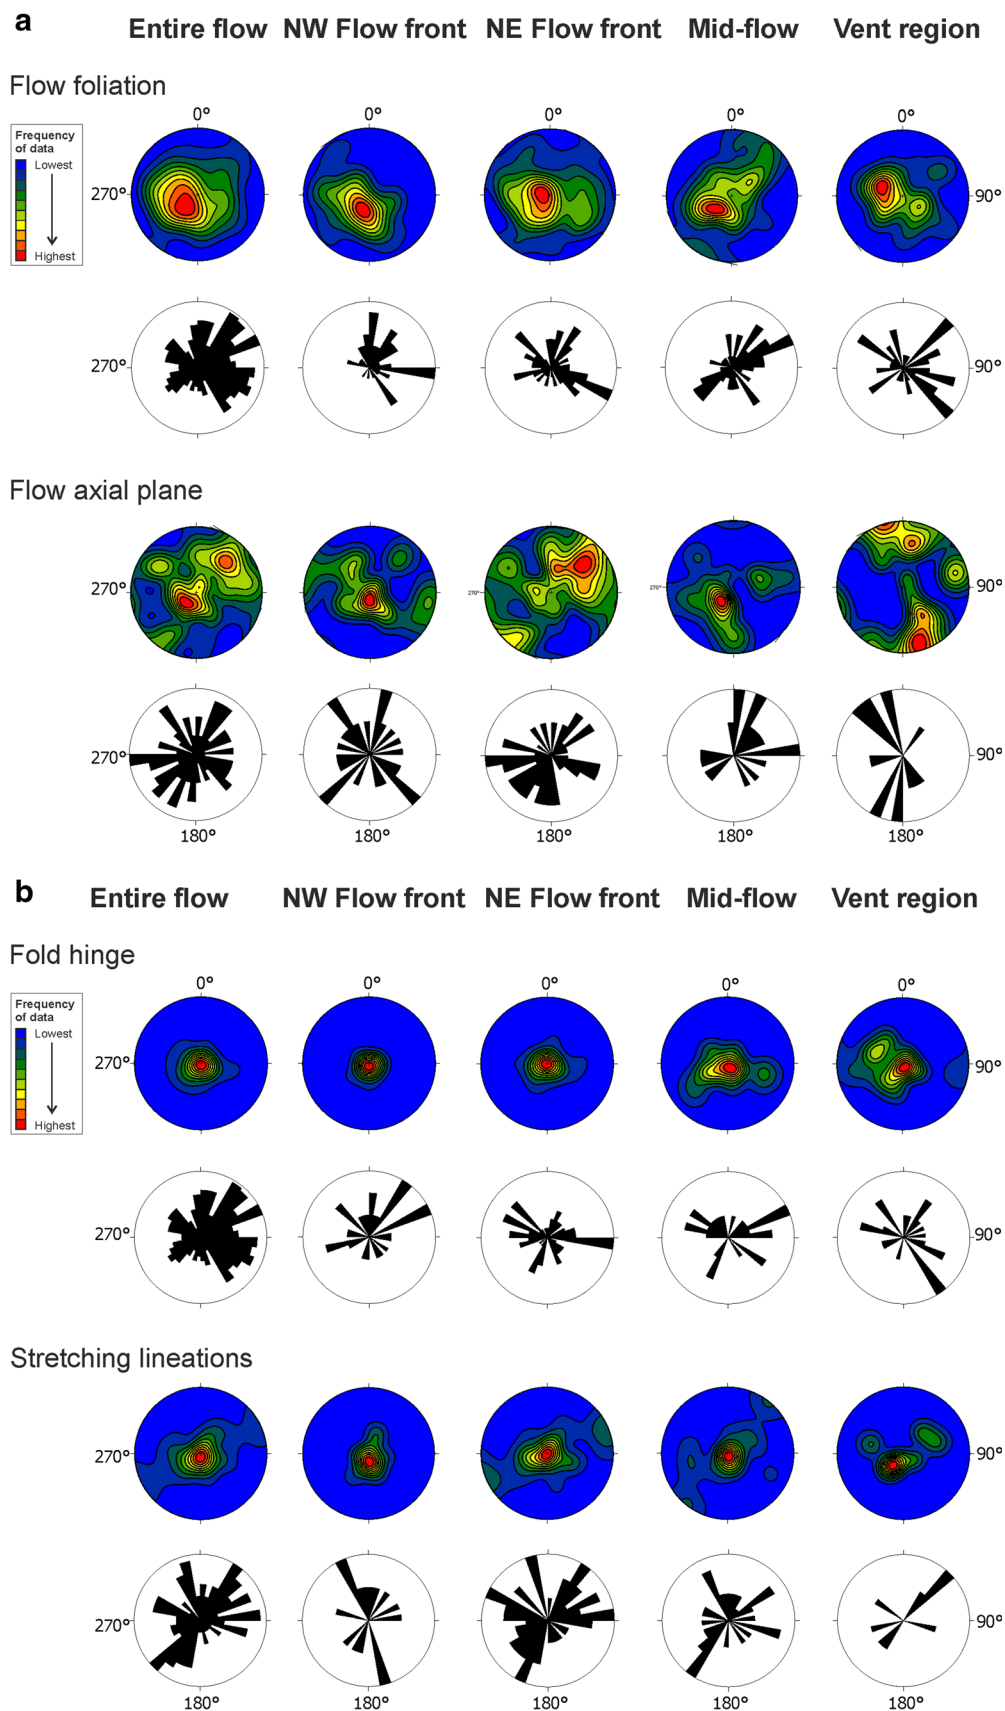 a
Entire flow NW Flow front NE Flow front Mid-flow Vent region
Flow foliation
0° 0° 0° 0° 0°
Frequency
of data
Lowest
Highest
270° 90°
270° 90°
Flow axial plane
270° 270° 270° 90°
270° 90°
180° 180° 180° 180° 180°
b
Entire flow NW Flow front NE Flow front Mid-flow Vent region
Fold hinge
0° 0° 0° 0° 0°
Frequency
of data
Lowest
Highest
270° 90°
270° 90°
Stretching lineations
270° 90°
270° 90°
180° 180° 180° 180° 180°